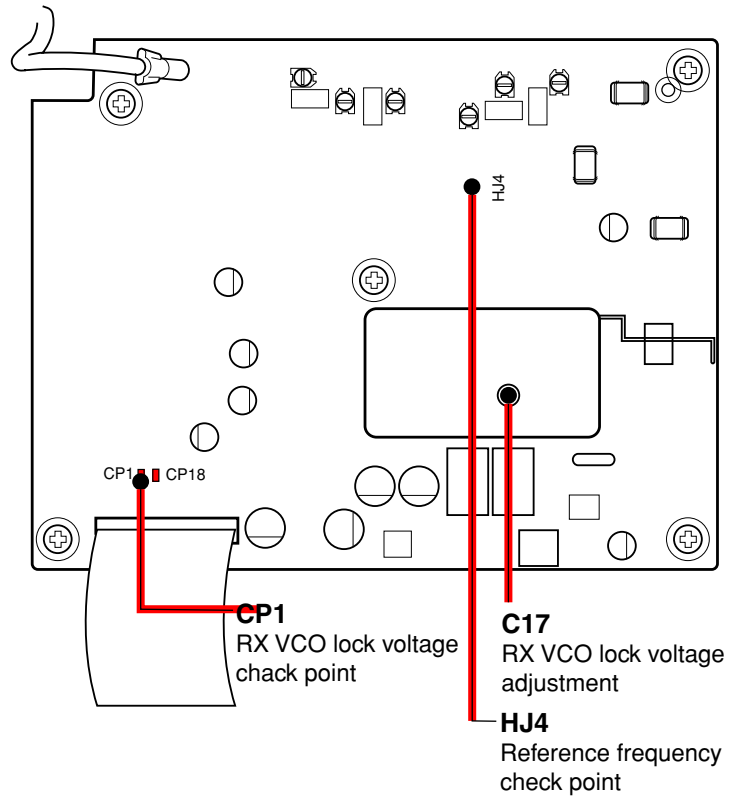 HJ4
CP1
CP18
CP1
RX VCO lock voltage
chack point
C17
RX VCO lock voltage
adjustment
HJ4
Reference frequency
check point